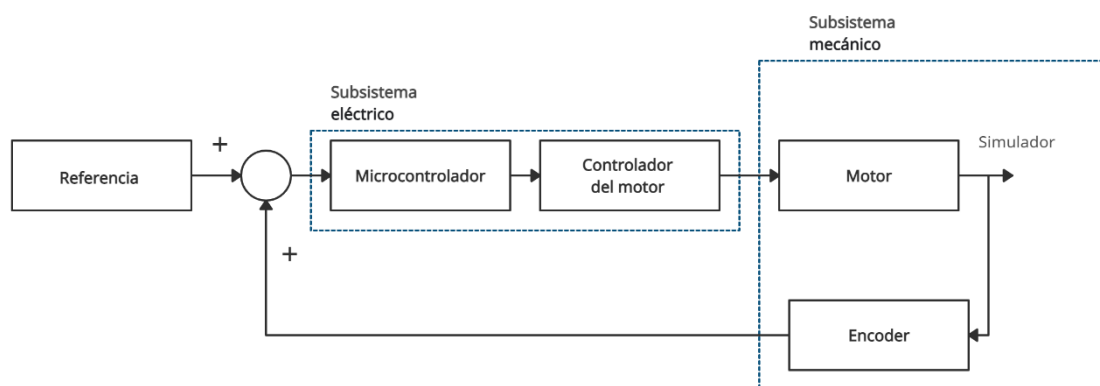 Subsistema
mecánico
Subsistema
eléctrico
+
Referencia
Microcontrolador
Controlador
del motor
Motor
Simulador
+
Encoder